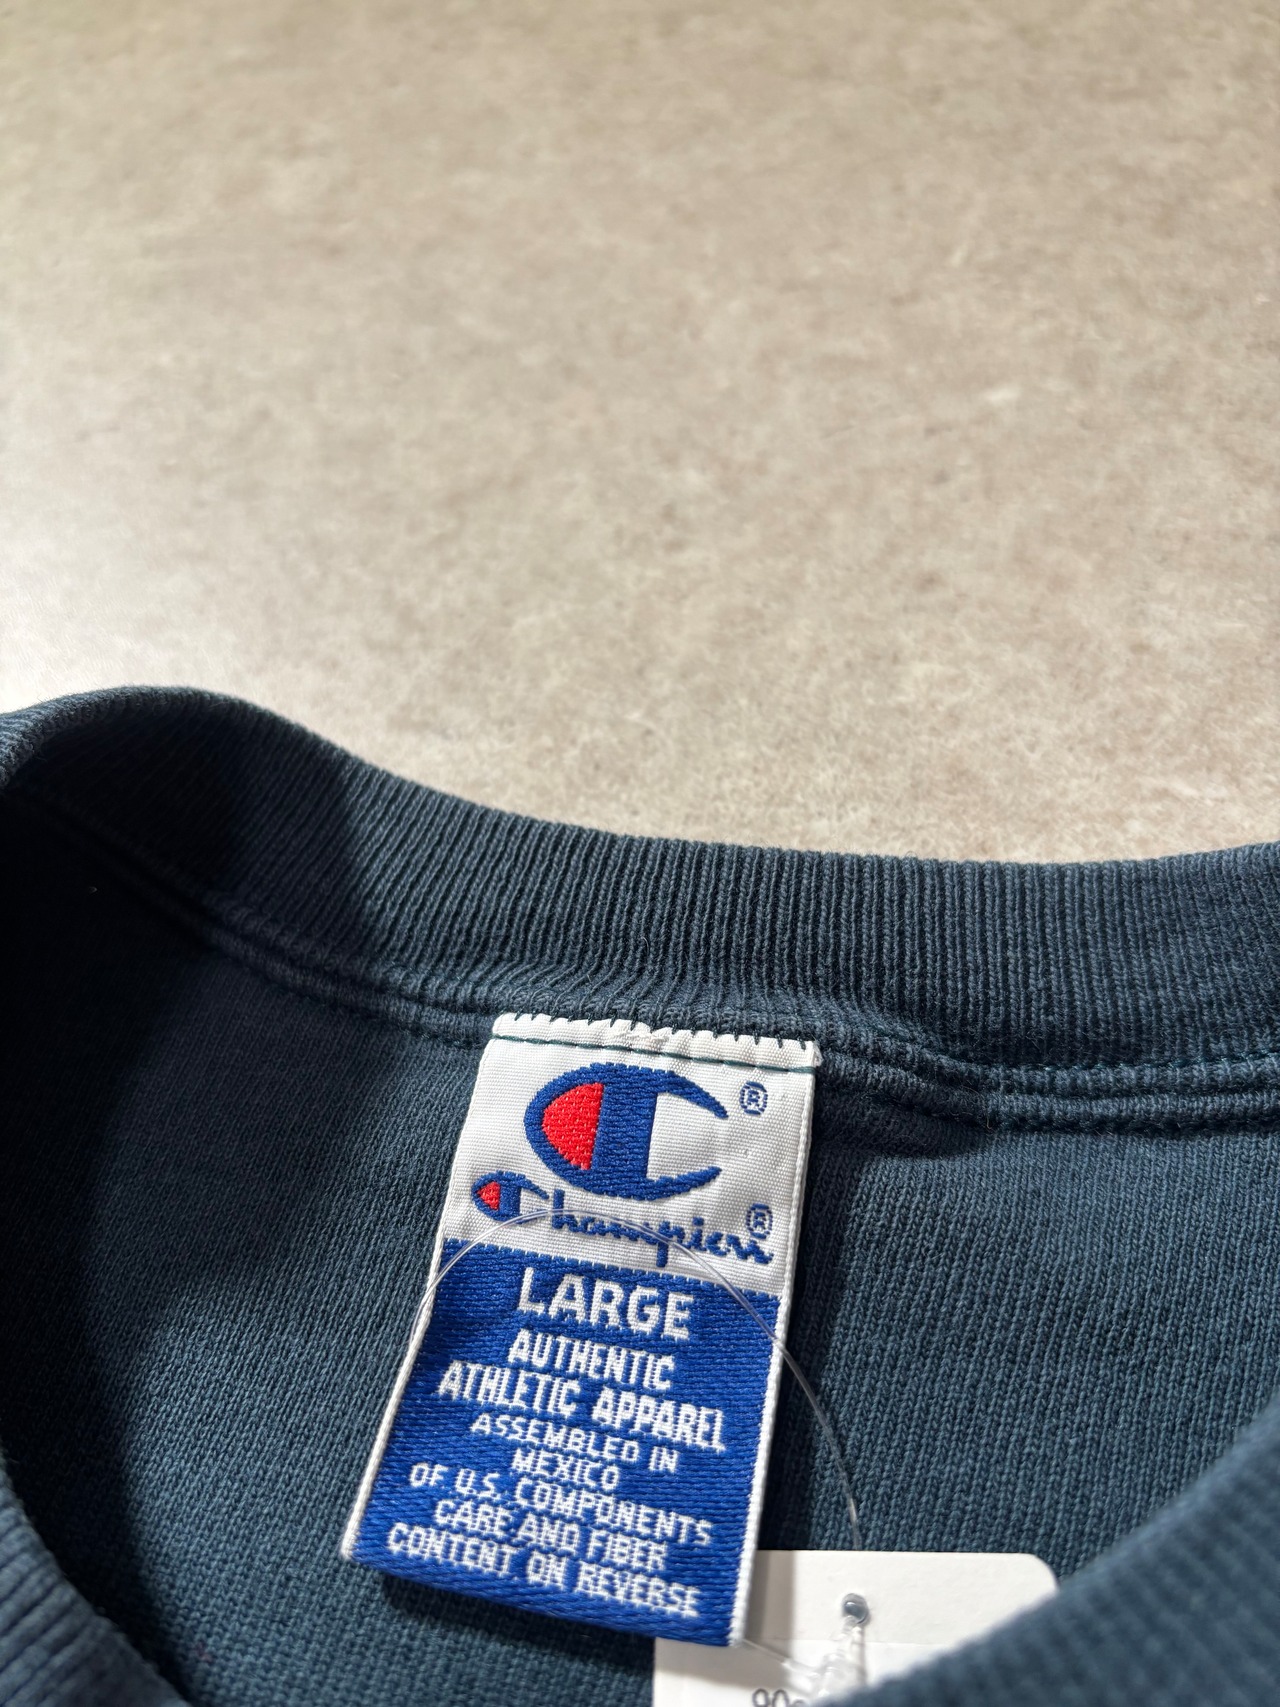 ®
Champion®
LARGE
AUTHENTIC
ATHLETIC APPAREL
ASSEMBLED IN
MEXICO
OF U.S. COMPONENTS
CARE AND FIBER
CONTENT ON REVERSE